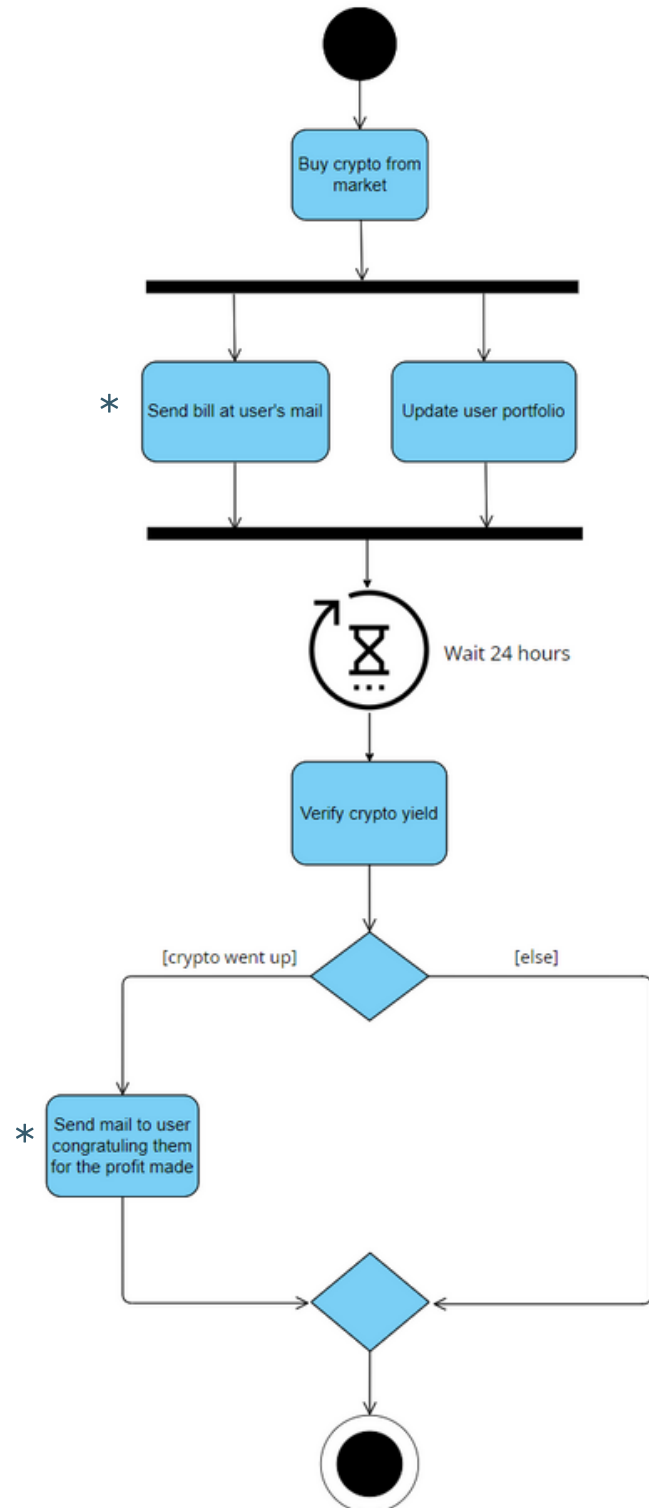 Buy crypto from
market
* Send bill at user's mail
Update user portfolio
Wait 24 hours
Verify crypto yield
[crypto went up]
[else]
* Send mail to user
congratuling them
for the profit made